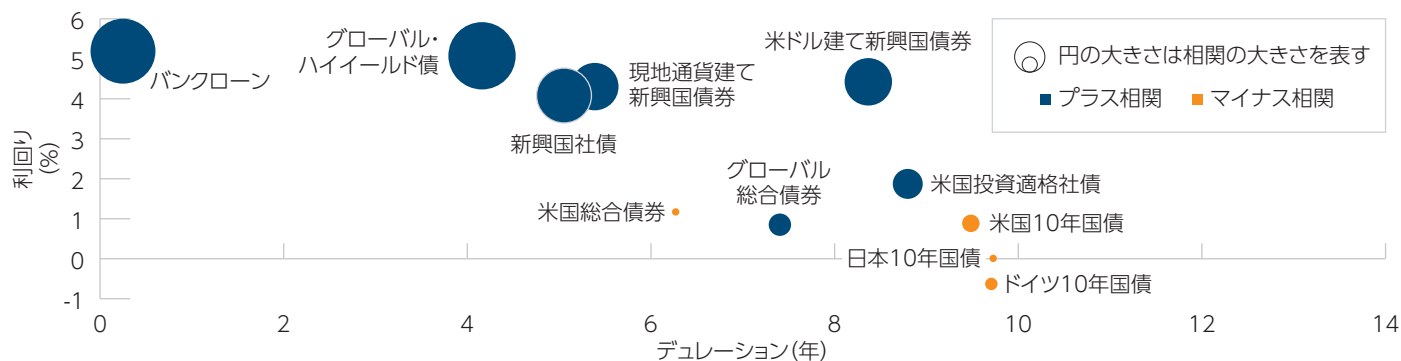 6
5
4
3
2
1
0
-1
利回り
(%)
バンクローン
グローバル・
ハイイールド債
現地通貨建て
新興国債券
新興国社債
米ドル建て新興国債券
円の大きさは相関の大きさを表す
プラス相関 マイナス相関
グローバル
総合債券
米国総合債券
米国投資適格社債
米国10年国債
日本10年国債
ドイツ10年国債
0 2 4 6 8 10 12 14
デュレーション(年)